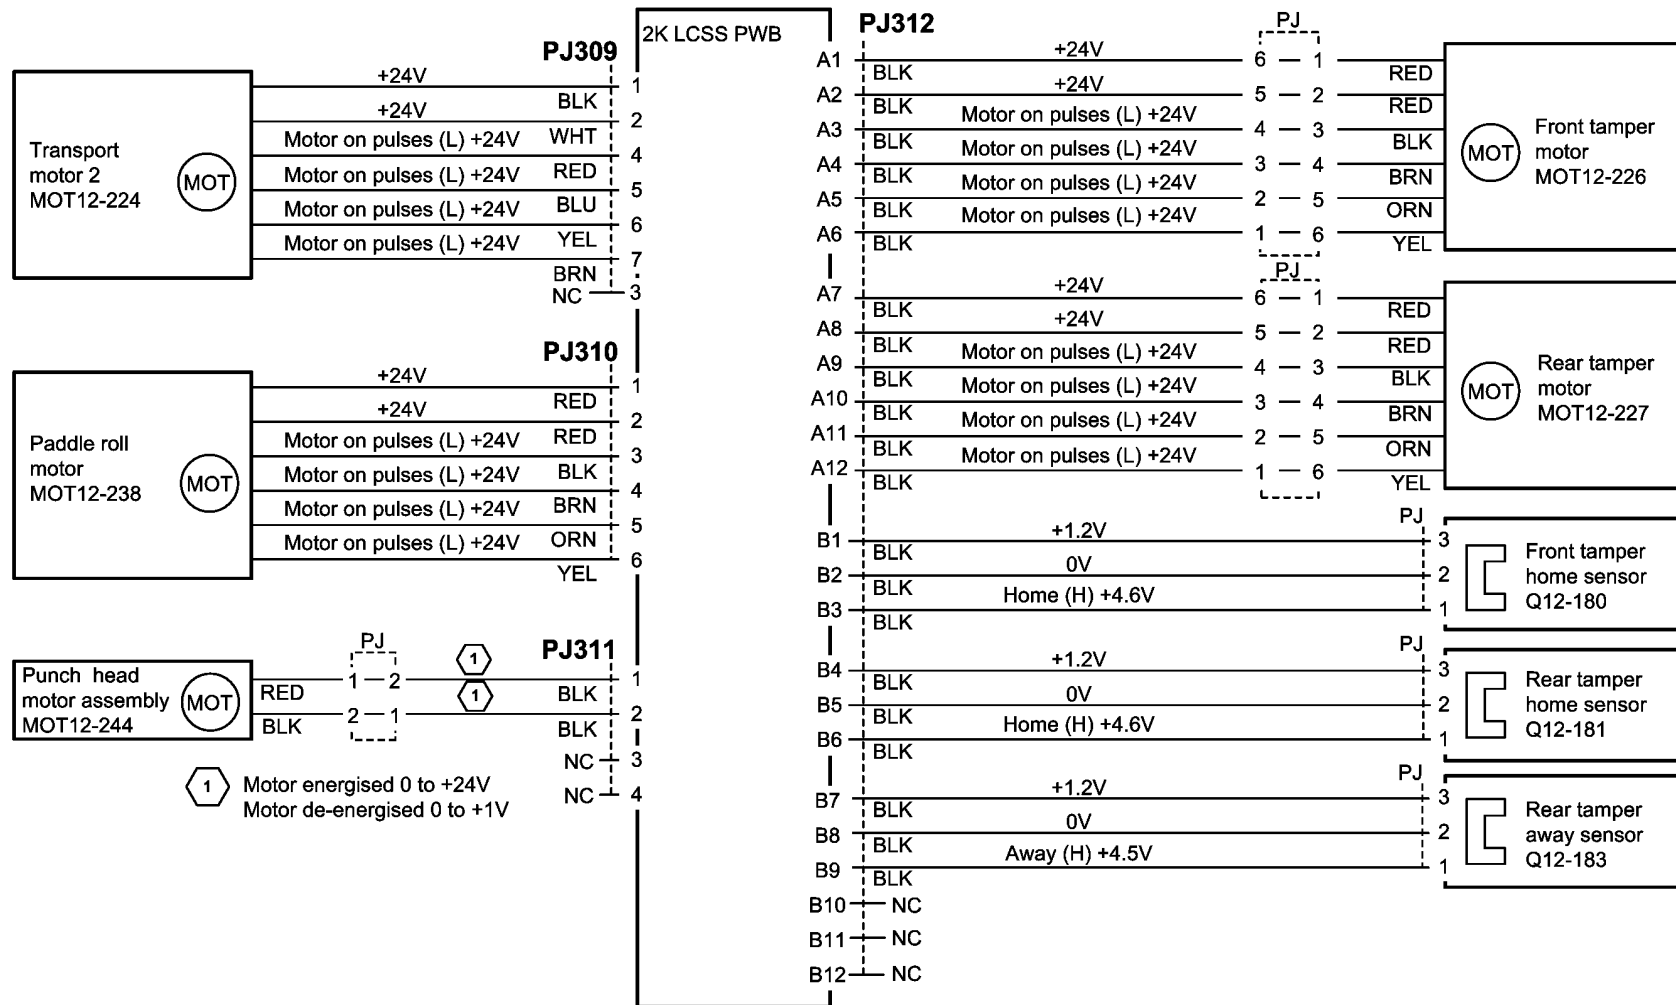 2K LCSS PWB
PJ309
Transport
motor 2
MOT12-224
MOT
+24V
BLK
1
+24V
WHT
2
Motor on pulses (L) +24V
RED
4
Motor on pulses (L) +24V
BLU
5
Motor on pulses (L) +24V
YEL
6
Motor on pulses (L) +24V
BRN
7
NC
3
PJ310
Paddle roll
motor
MOT12-238
MOT
+24V
RED
1
+24V
RED
2
Motor on pulses (L) +24V
BLK
3
Motor on pulses (L) +24V
BRN
4
Motor on pulses (L) +24V
ORN
5
Motor on pulses (L) +24V
YEL
6
PJ311
Punch head
motor assembly
MOT12-244
MOT
PJ
RED
1 2
1
BLK
1
BLK
2 1
1
BLK
2
NC
3
NC
4
1 Motor energised 0 to +24V
Motor de-energised 0 to +1V
PJ312
PJ
A1
BLK
+24V
6 1
RED
A2
BLK
+24V
5 2
RED
A3
BLK
Motor on pulses (L) +24V
4 3
BLK
A4
BLK
Motor on pulses (L) +24V
3 4
BRN
A5
BLK
Motor on pulses (L) +24V
2 5
ORN
A6
BLK
Motor on pulses (L) +24V
1 6
YEL
MOT
Front tamper
motor
MOT12-226
PJ
A7
BLK
+24V
6 1
RED
A8
BLK
+24V
5 2
RED
A9
BLK
Motor on pulses (L) +24V
4 3
BLK
A10
BLK
Motor on pulses (L) +24V
3 4
BRN
A11
BLK
Motor on pulses (L) +24V
2 5
ORN
A12
BLK
Motor on pulses (L) +24V
1 6
YEL
MOT
Rear tamper
motor
MOT12-227
PJ
B1
BLK
+1.2V
3
B2
BLK
0V
2
B3
BLK
Home (H) +4.6V
1
Front tamper
home sensor
Q12-180
PJ
B4
BLK
+1.2V
3
B5
BLK
0V
2
B6
BLK
Home (H) +4.6V
1
Rear tamper
home sensor
Q12-181
PJ
B7
BLK
+1.2V
3
B8
BLK
0V
2
B9
BLK
Away (H) +4.5V
1
Rear tamper
away sensor
Q12-183
B10 NC
B11 NC
B12 NC